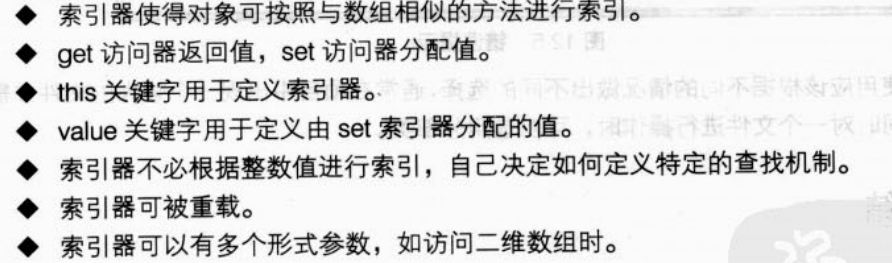 ◆ 索引器使得对象可按照与数组相似的方法进行索引。
◆ get 访问器返回值，set 访问器分配值。
◆ this 关键字用于定义索引器。
◆ value 关键字用于定义由 set 索引器分配的值。
◆ 索引器不必根据整数值进行索引，自己决定如何定义特定的查找机制。
◆ 索引器可被重载。
◆ 索引器可以有多个形式参数，如访问二维数组时。